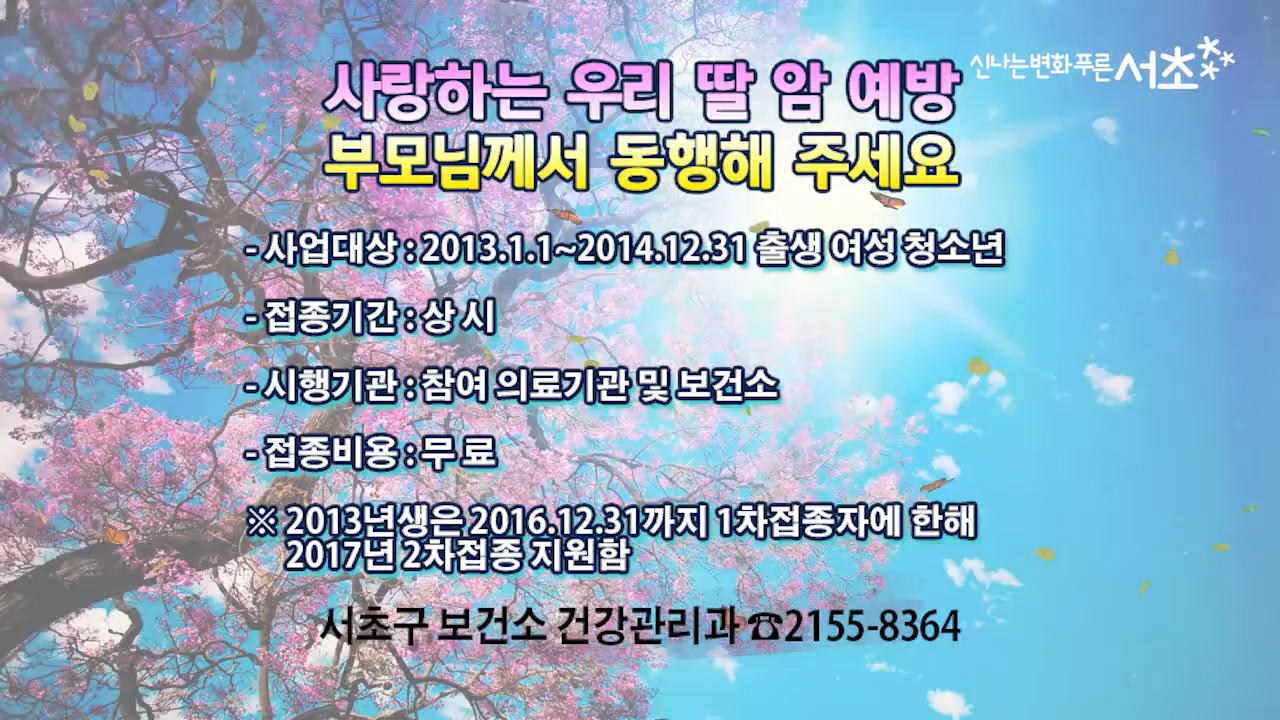 신나는변화 푸른 서초
사랑하는 우리 딸 암 예방
부모님께서 동행해 주세요
- 사업대상 : 2013.1.1~2014.12.31 출생 여성 청소년
- 접종기간 : 상 시
- 시행기관 : 참여 의료기관 및 보건소
- 접종비용 : 무 료
※ 2013년생은 2016.12.31까지 1차접종자에 한해
2017년 2차접종 지원함
서초구 보건소 건강관리과 ☎2155-8364